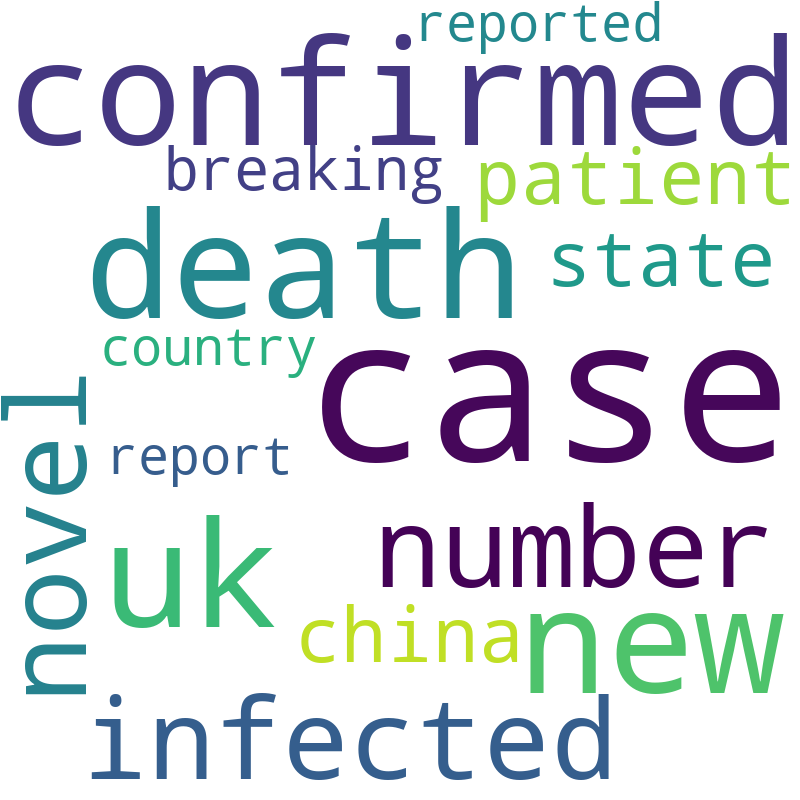 reported
confirmed
breaking
patient
death
state
country
case
novel
report
number
uk
china
new
infected